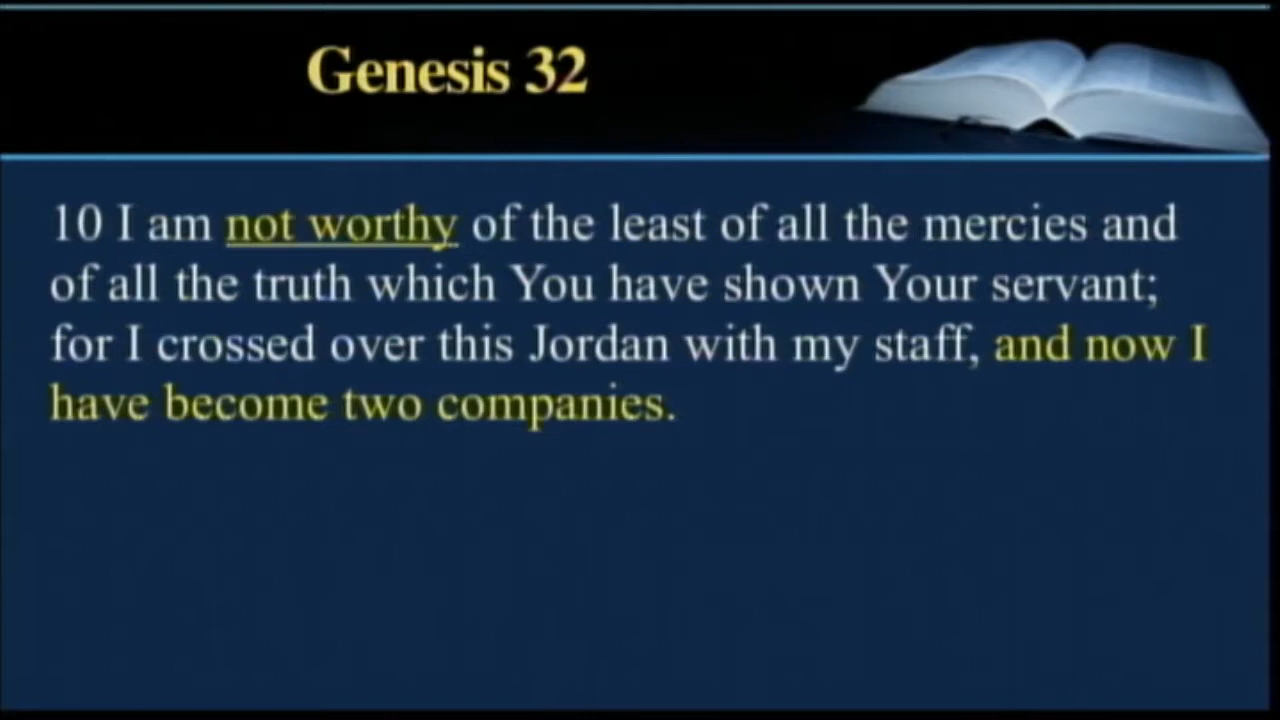 Genesis 32
10 I am not worthy of the least of all the mercies and
of all the truth which You have shown Your servant;
for I crossed over this Jordan with my staff, and now I
have become two companies.